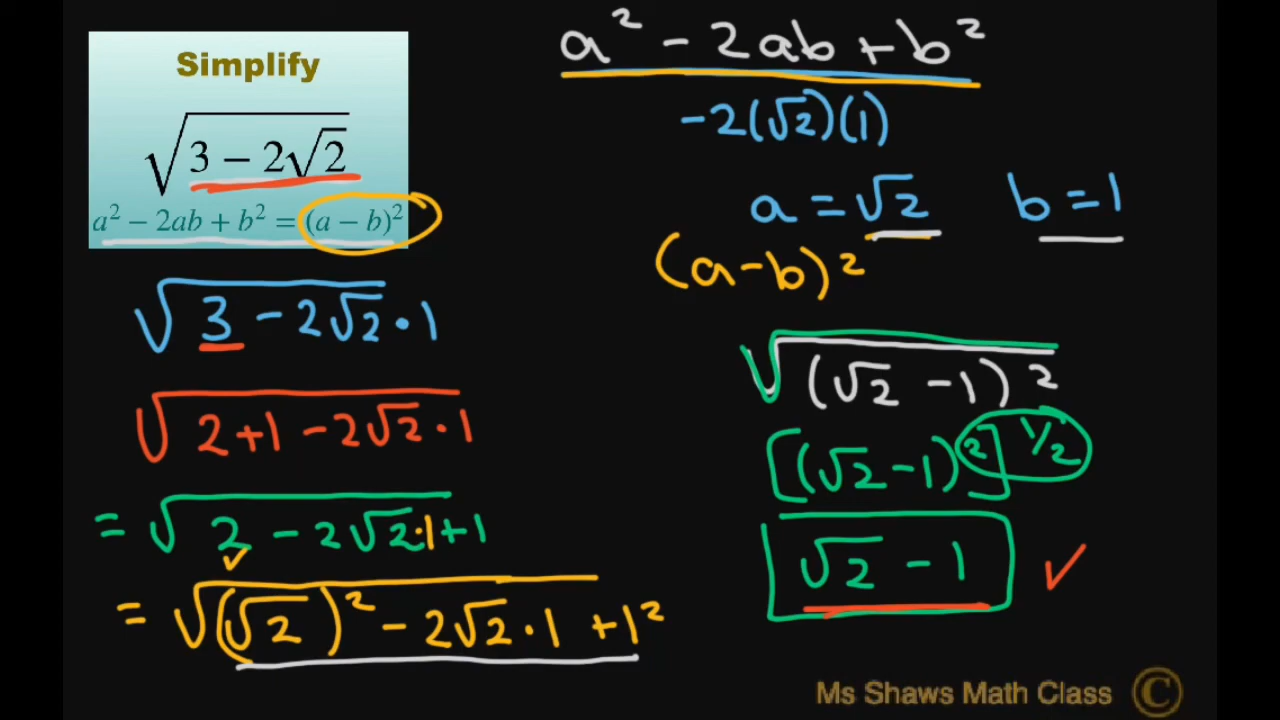 Simplify
√(3 − 2√2)
a² − 2ab + b² = (a − b)²
√(3 − 2√2 · 1)
√(2+1 − 2√2 · 1)
= √(2 − 2√2·1 + 1)
= √((√2)² − 2√2 · 1 + 1²)
a² − 2ab + b²
−2(√2)(1)
a = √2 b = 1
(a−b)²
√((√2 − 1)²)
[(√2 − 1)²]^1/2
√2 − 1 ✓
Ms Shaws Math Class ©